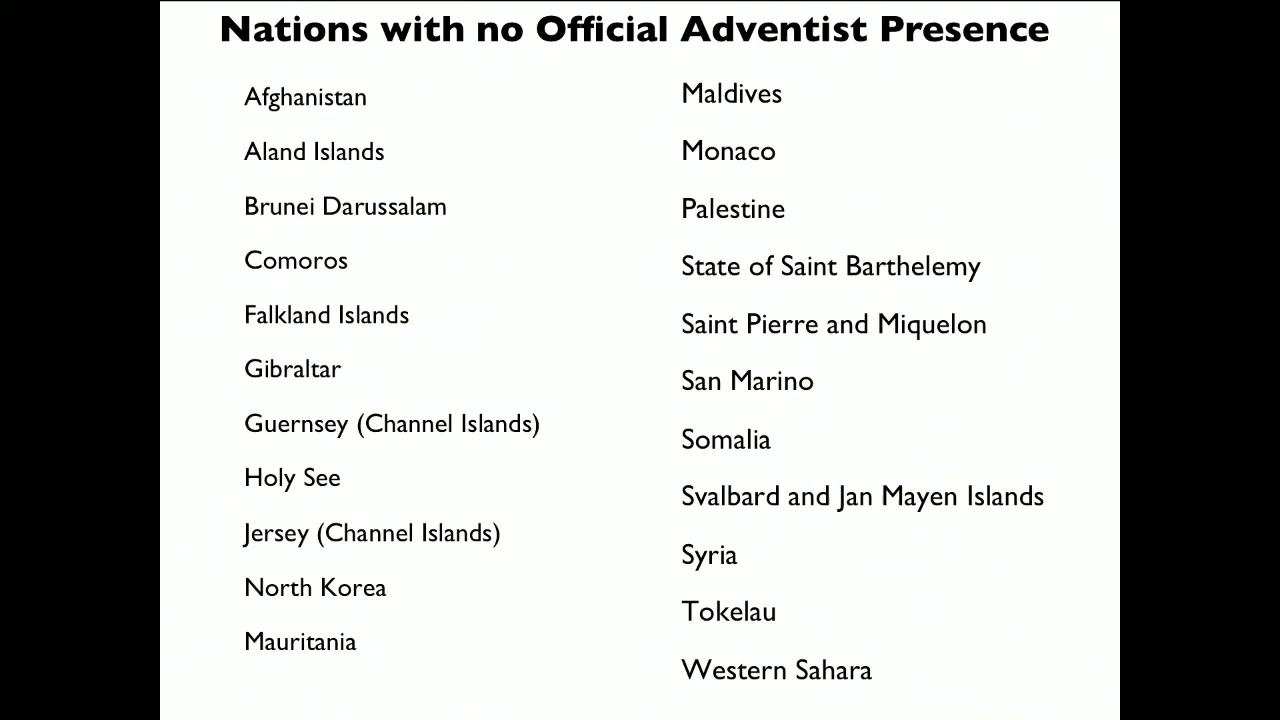 Nations with no Official Adventist Presence
Afghanistan
Aland Islands
Brunei Darussalam
Comoros
Falkland Islands
Gibraltar
Guernsey (Channel Islands)
Holy See
Jersey (Channel Islands)
North Korea
Mauritania
Maldives
Monaco
Palestine
State of Saint Barthelemy
Saint Pierre and Miquelon
San Marino
Somalia
Svalbard and Jan Mayen Islands
Syria
Tokelau
Western Sahara